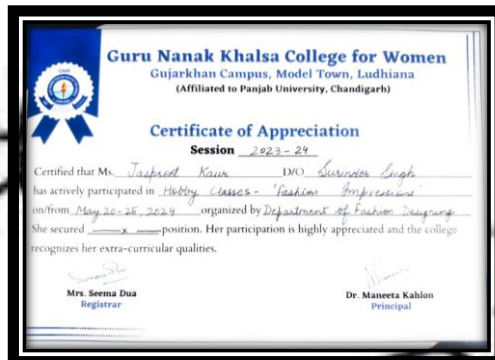 Guru Nanak Khalsa College for Women
Gujarkhan Campus, Model Town, Ludhiana
(Affiliated to Panjab University, Chandigarh)
Certificate of Appreciation
Session 2023-24
Certified that Ms. Jaspreet Kaur D/O Surinder Singh
has actively participated in Hobby Classes - 'Fashion Impressions'
on/from May 20-25, 2024 organized by Department of Fashion Designing
She secured x position. Her participation is highly appreciated and the college
recognizes her extra-curricular qualities.
Mrs. Seema Dua
Registrar
Dr. Maneeta Kahlon
Principal